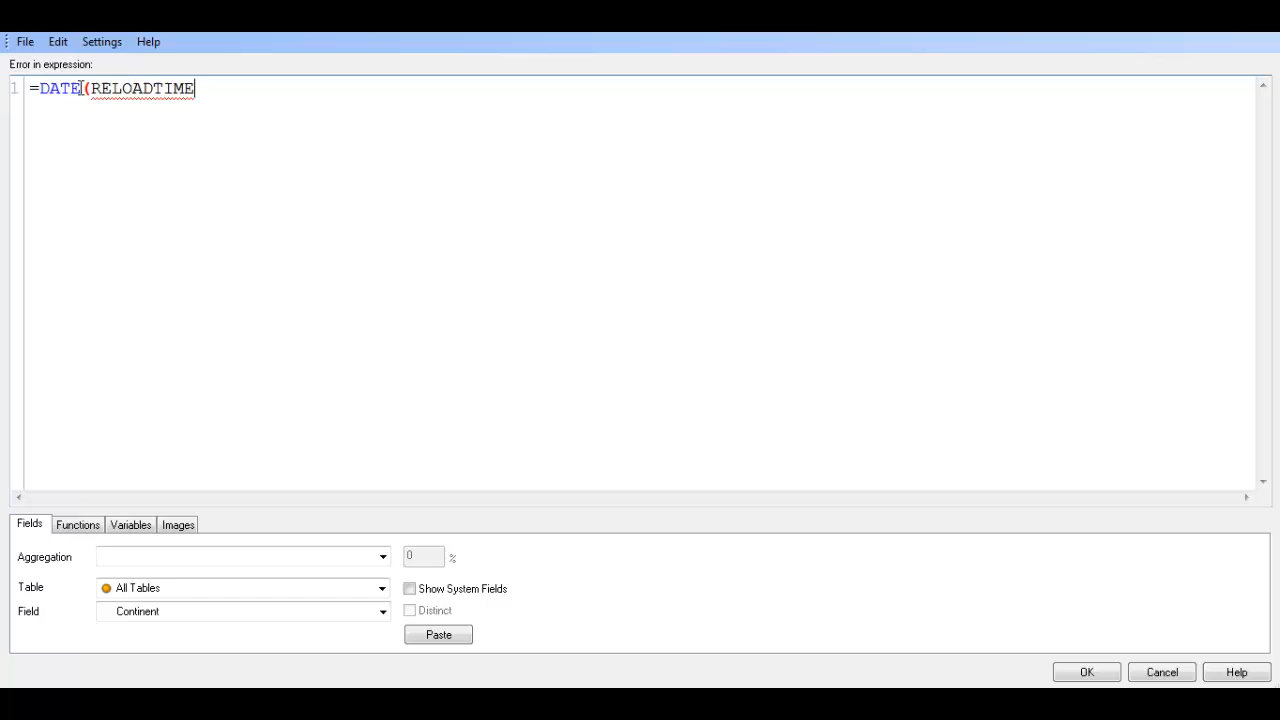 File Edit Settings Help
Error in expression:
1 =DATE(RELOADTIME
Fields Functions Variables Images
Aggregation 0 %
Table All Tables Show System Fields
Field Continent Distinct
Paste
OK Cancel Help